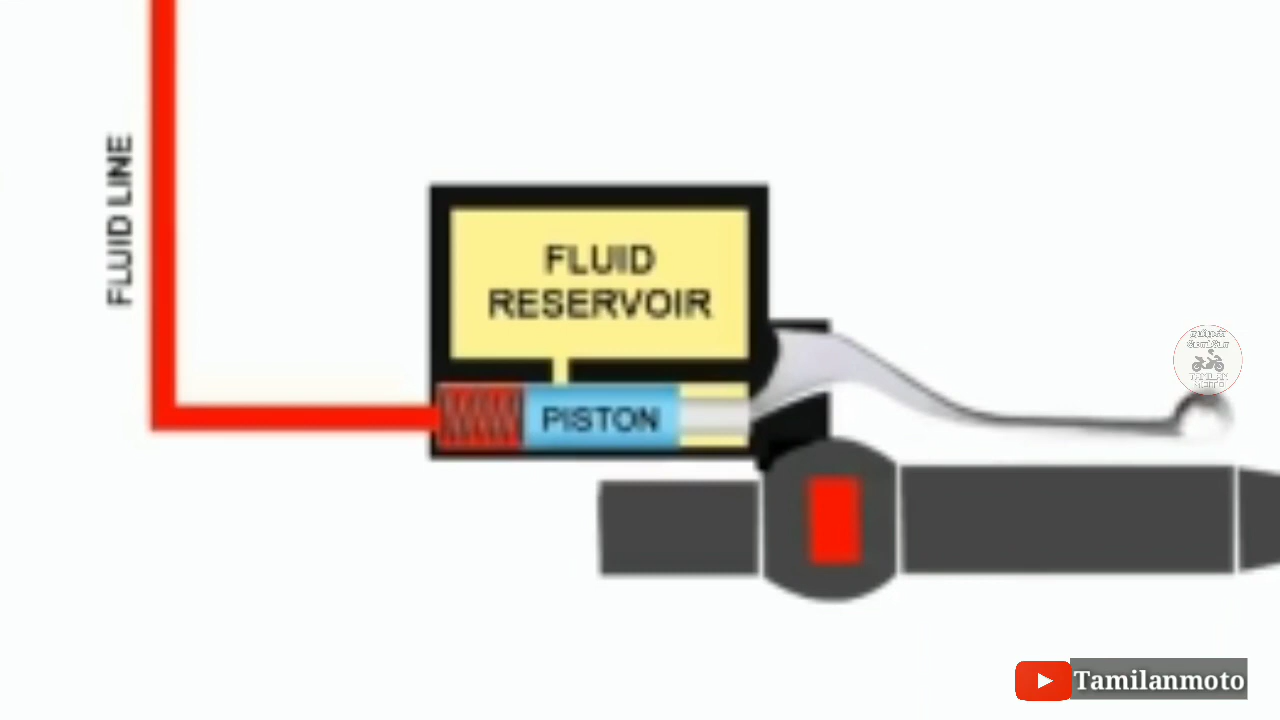 FLUID LINE
FLUID
RESERVOIR
PISTON
Tamilanmoto